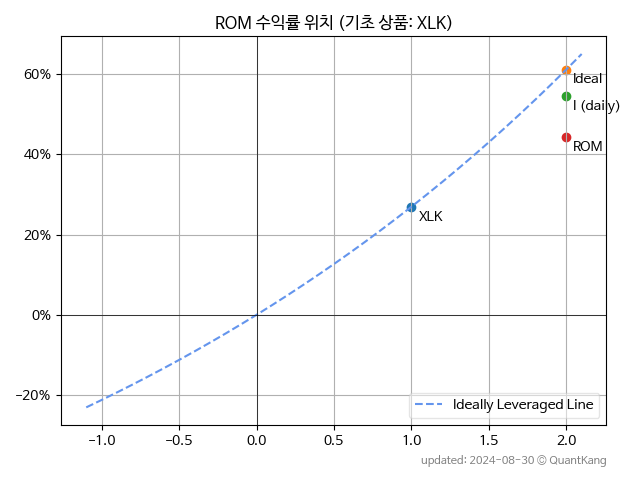 ROM 수익률 위치 (기초 상품: XLK)
60%
40%
20%
0%
−20%
Ideal
I (daily)
ROM
XLK
Ideally Leveraged Line
−1.0
−0.5
0.0
0.5
1.0
1.5
2.0
updated: 2024-08-30 ⓒ QuantKang